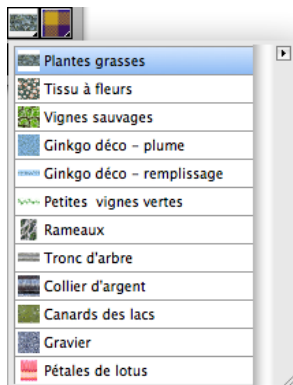 Plantes grasses
Tissu à fleurs
Vignes sauvages
Ginkgo déco – plume
Ginkgo déco – remplissage
Petites  vignes vertes
Rameaux
Tronc d'arbre
Collier d'argent
Canards des lacs
Gravier
Pétales de lotus